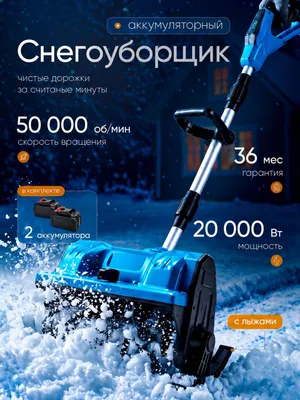 аккумуляторный
Снегоуборщик
чистые дорожки
за считаные минуты
50 000 об/мин
скорость вращения
36 мес
гарантия
в комплекте
2 аккумулятора
20 000 Вт
мощность
с лыжами